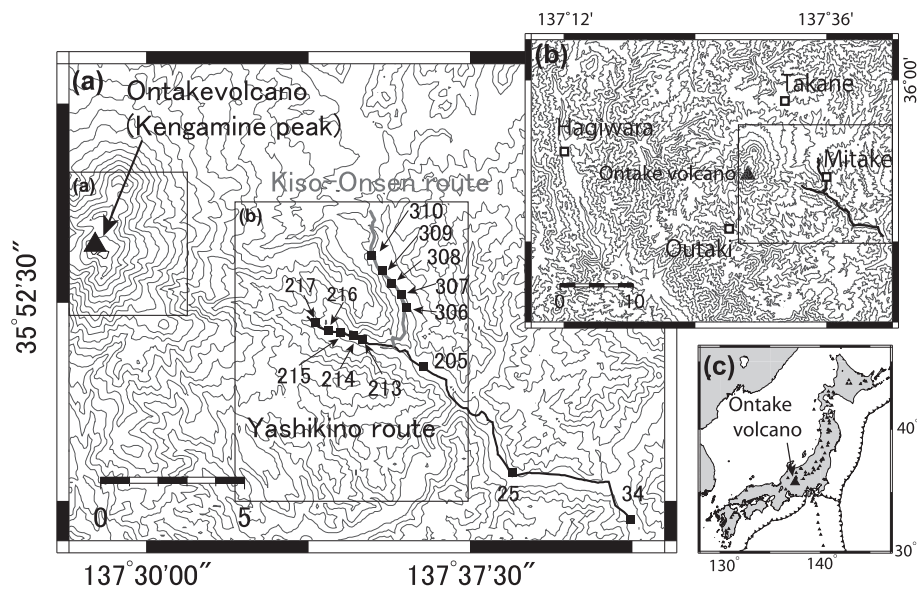 (a)
Ontakevolcano
(Kengamine peak)
(a)
Kiso-Onsen route
(b)
310
309
308
307
306
217
216
215
214
213
205
Yashikino route
25
34
0
5
35°52'30"
137°30'00"
137°37'30"
137°12'
137°36'
36°00'
(b)
Takane
Hagiwara
Mitake
Ontake volcano
Outaki
0
10
(c)
Ontake
volcano
40°
30°
130°
140°